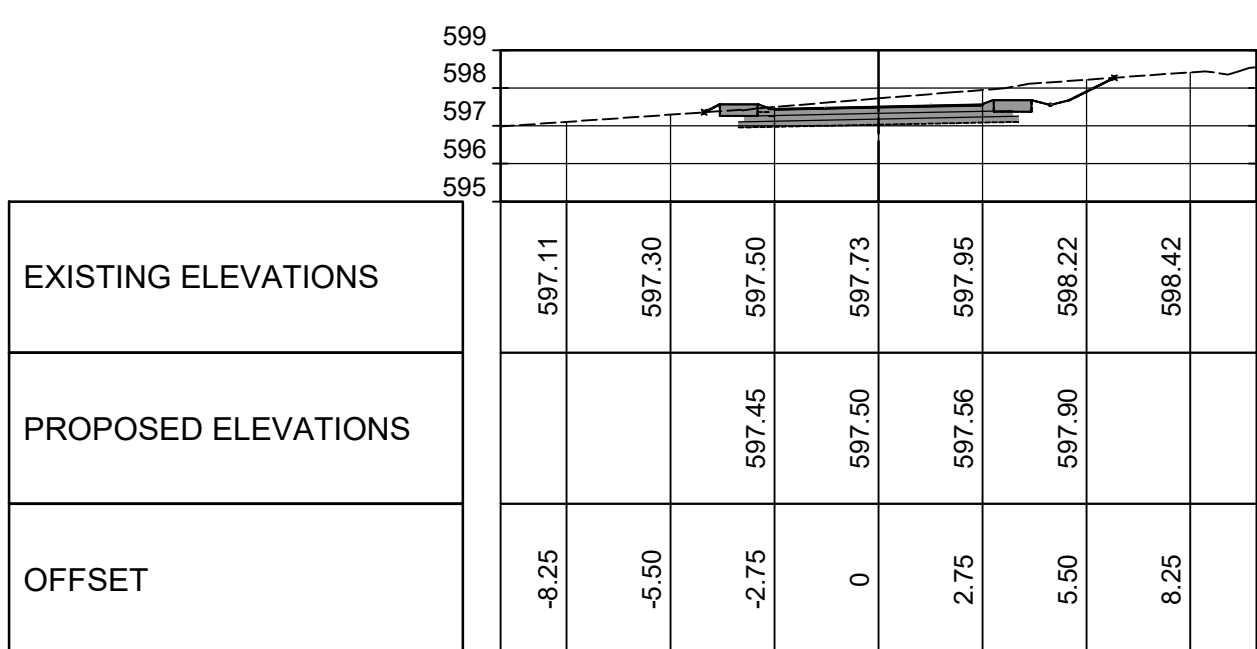 599
598
597
596
595
EXISTING ELEVATIONS 597.11 597.30 597.50 597.73 597.95 598.22 598.42
PROPOSED ELEVATIONS 597.45 597.50 597.56 597.90
OFFSET -8.25 -5.50 -2.75 0 2.75 5.50 8.25